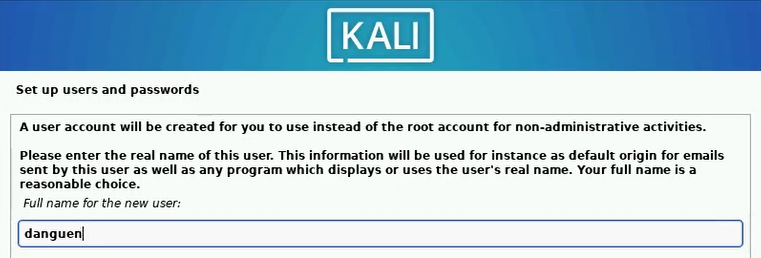 KALI
Set up users and passwords
A user account will be created for you to use instead of the root account for non-administrative activities.
Please enter the real name of this user. This information will be used for instance as default origin for emails
sent by this user as well as any program which displays or uses the user's real name. Your full name is a
reasonable choice.
Full name for the new user:
danguen